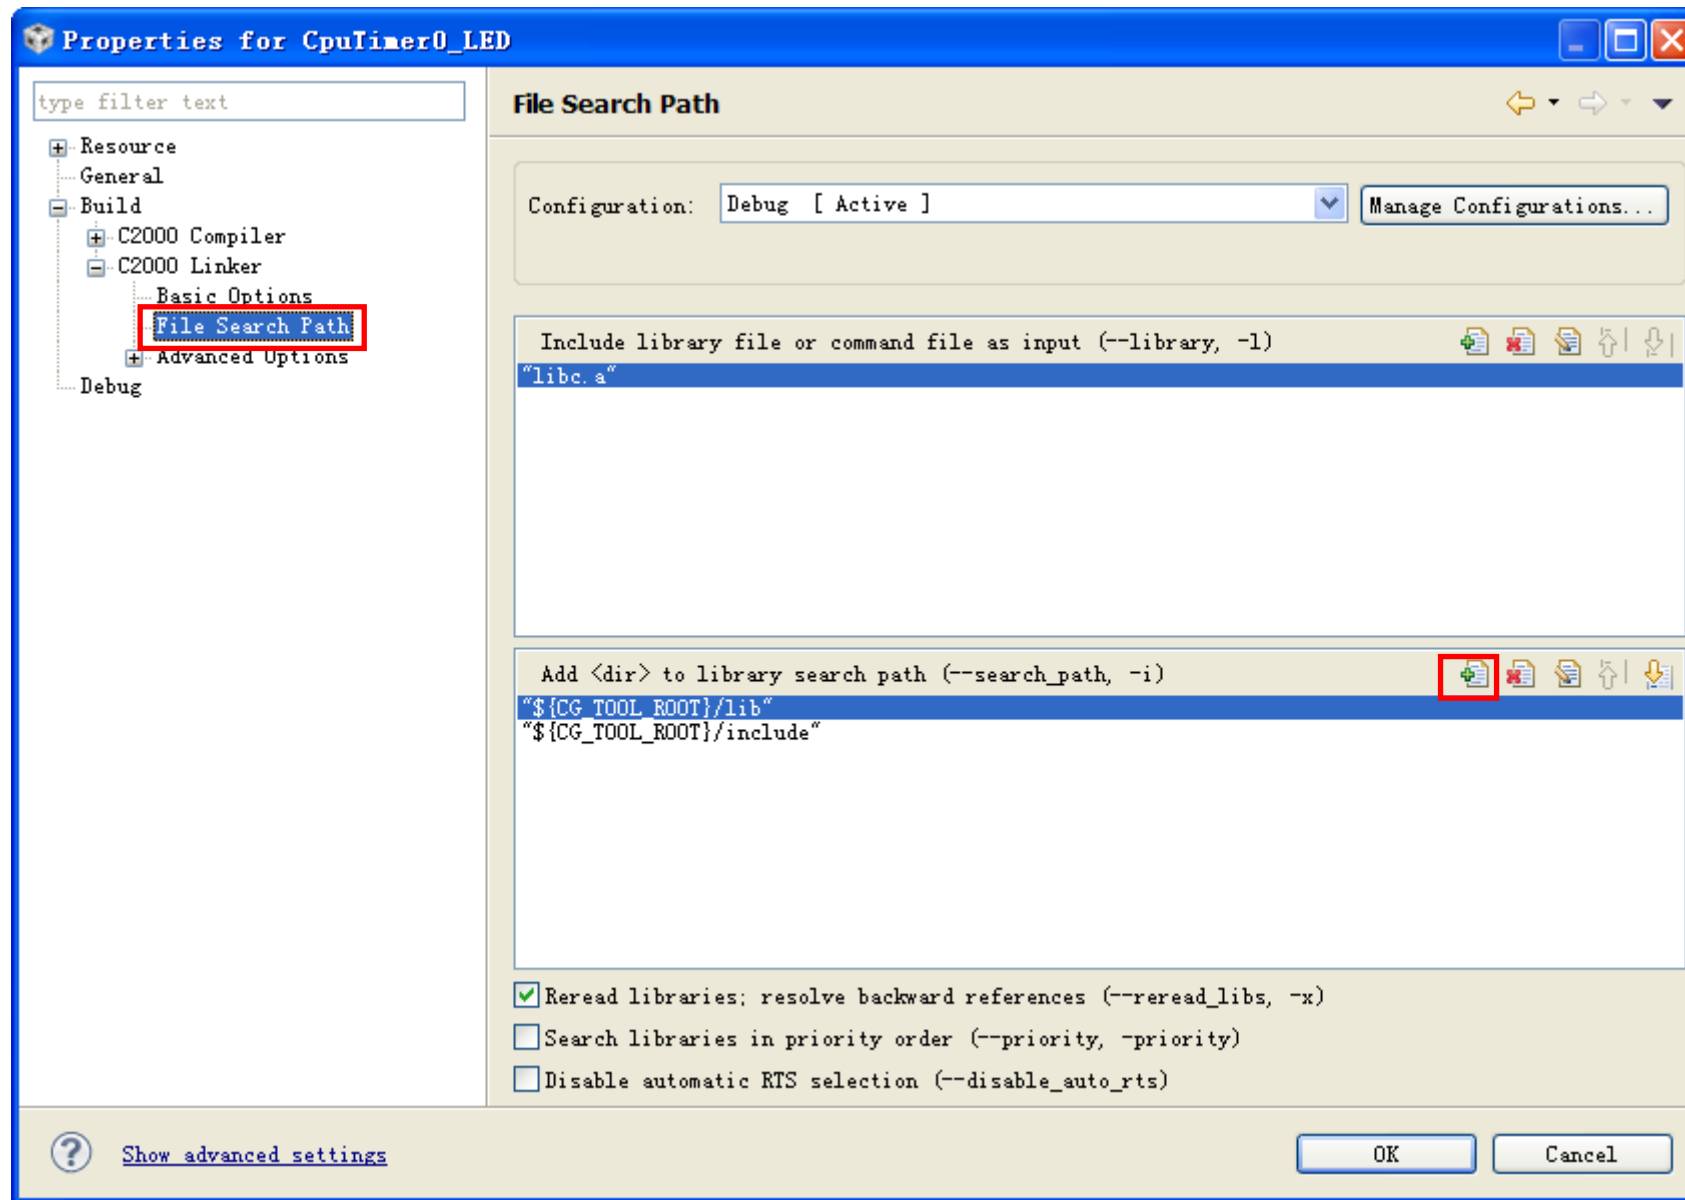 Properties for CpuTimer0_LED
type filter text
Resource
General
Build
C2000 Compiler
C2000 Linker
Basic Options
File Search Path
Advanced Options
Debug
File Search Path
Configuration:
Debug [ Active ]
Manage Configurations...
Include library file or command file as input (--library, -l)
"libc.a"
Add <dir> to library search path (--search_path, -i)
"${CG_TOOL_ROOT}/lib"
"${CG_TOOL_ROOT}/include"
Reread libraries; resolve backward references (--reread_libs, -x)
Search libraries in priority order (--priority, -priority)
Disable automatic RTS selection (--disable_auto_rts)
Show advanced settings
OK
Cancel